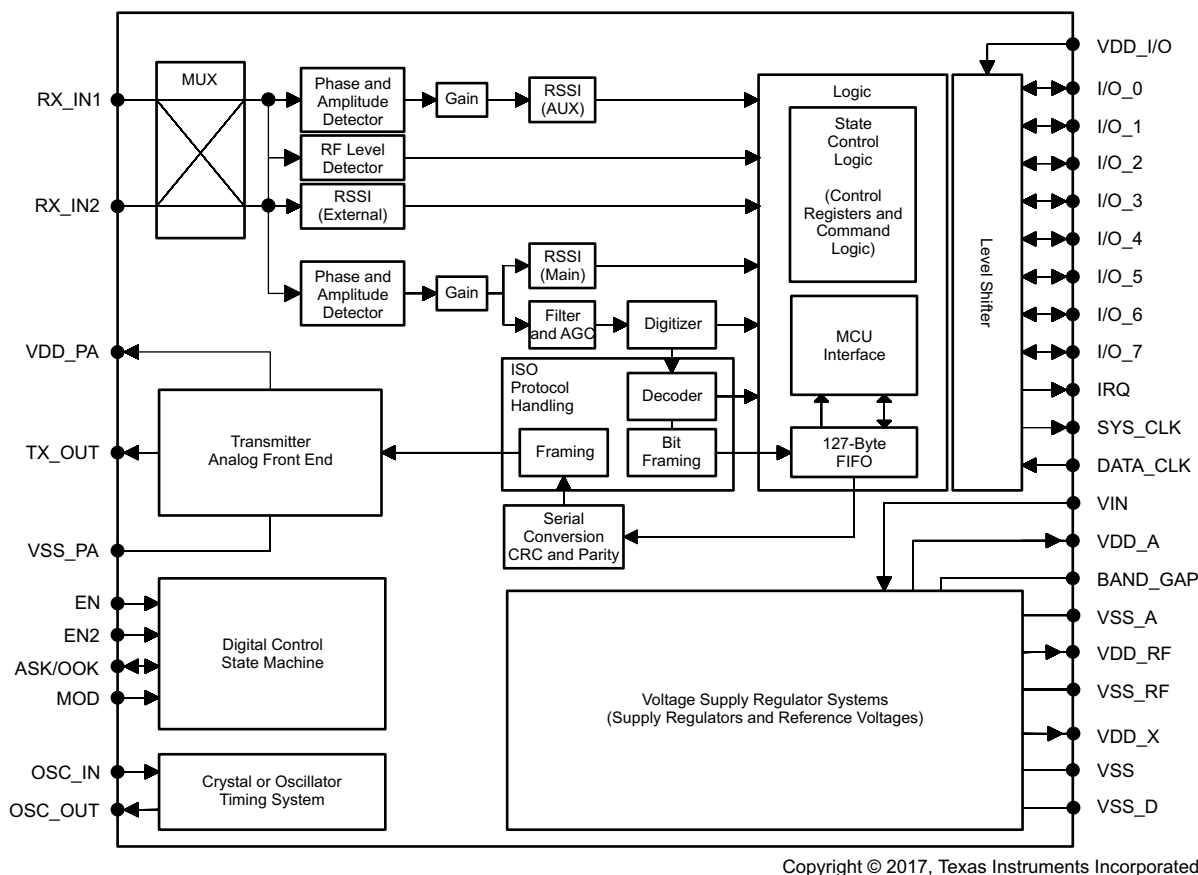 MUX
RX_IN1
RX_IN2
Phase and
Amplitude
Detector
Gain
RSSI
(AUX)
RF Level
Detector
RSSI
(External)
Phase and
Amplitude
Detector
Gain
RSSI
(Main)
Filter
and AGC
Digitizer
ISO
Protocol
Handling
Decoder
Bit
Framing
Framing
Serial
Conversion
CRC and Parity
Logic
State
Control
Logic
(Control
Registers and
Command
Logic)
MCU
Interface
127-Byte
FIFO
Level Shifter
VDD_I/O
I/O_0
I/O_1
I/O_2
I/O_3
I/O_4
I/O_5
I/O_6
I/O_7
IRQ
SYS_CLK
DATA_CLK
VIN
VDD_A
BAND_GAP
VSS_A
VDD_RF
VSS_RF
VDD_X
VSS
VSS_D
VDD_PA
TX_OUT
VSS_PA
Transmitter
Analog Front End
EN
EN2
ASK/OOK
MOD
Digital Control
State Machine
OSC_IN
OSC_OUT
Crystal or Oscillator
Timing System
Voltage Supply Regulator Systems
(Supply Regulators and Reference Voltages)
Copyright © 2017, Texas Instruments Incorporated